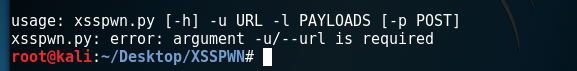 usage: xsspwn.py [-h] -u URL -l PAYLOADS [-p POST]
xsspwn.py: error: argument -u/--url is required
root@kali:~/Desktop/XSSPWN#